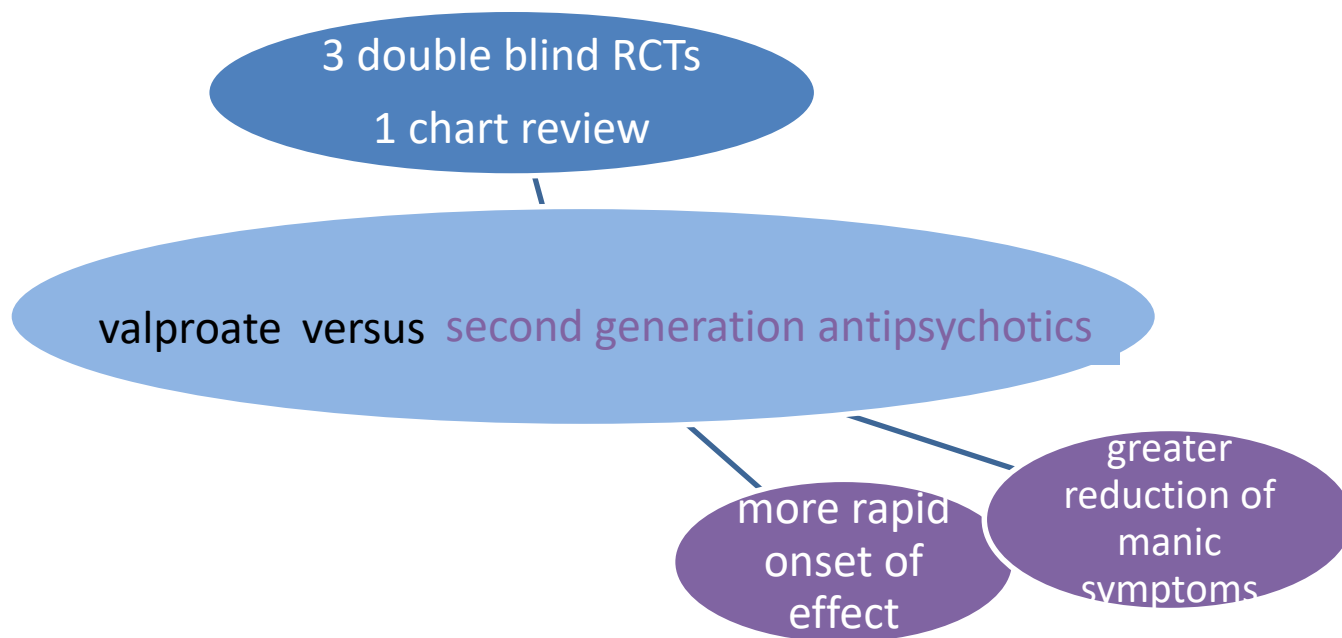 3 double blind RCTs
1 chart review
valproate versus second generation antipsychotics
more rapid
onset of
effect
greater
reduction of
manic
symptoms